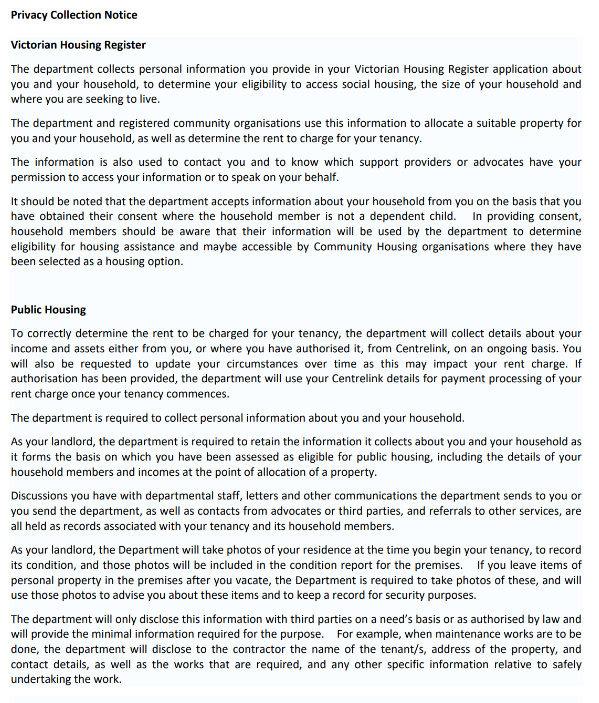 Privacy Collection Notice
Victorian Housing Register
The department collects personal information you provide in your Victorian Housing Register application about
you and your household, to determine your eligibility to access social housing, the size of your household and
where you are seeking to live.
The department and registered community organisations use this information to allocate a suitable property for
you and your household, as well as determine the rent to charge for your tenancy.
The information is also used to contact you and to know which support providers or advocates have your
permission to access your information or to speak on your behalf.
It should be noted that the department accepts information about your household from you on the basis that you
have obtained their consent where the household member is not a dependent child. In providing consent,
household members should be aware that their information will be used by the department to determine
eligibility for housing assistance and maybe accessible by Community Housing organisations where they have
been selected as a housing option.
Public Housing
To correctly determine the rent to be charged for your tenancy, the department will collect details about your
income and assets either from you, or where you have authorised it, from Centrelink, on an ongoing basis. You
will also be requested to update your circumstances over time as this may impact your rent charge. If
authorisation has been provided, the department will use your Centrelink details for payment processing of your
rent charge once your tenancy commences.
The department is required to collect personal information about you and your household.
As your landlord, the department is required to retain the information it collects about you and your household as
it forms the basis on which you have been assessed as eligible for public housing, including the details of your
household members and incomes at the point of allocation of a property.
Discussions you have with departmental staff, letters and other communications the department sends to you or
you send the department, as well as contacts from advocates or third parties, and referrals to other services, are
all held as records associated with your tenancy and its household members.
As your landlord, the Department will take photos of your residence at the time you begin your tenancy, to record
its condition, and those photos will be included in the condition report for the premises. If you leave items of
personal property in the premises after you vacate, the Department is required to take photos of these, and will
use those photos to advise you about these items and to keep a record for security purposes.
The department will only disclose this information with third parties on a need's basis or as authorised by law and
will provide the minimal information required for the purpose. For example, when maintenance works are to be
done, the department will disclose to the contractor the name of the tenant/s, address of the property, and
contact details, as well as the works that are required, and any other specific information relative to safely
undertaking the work.